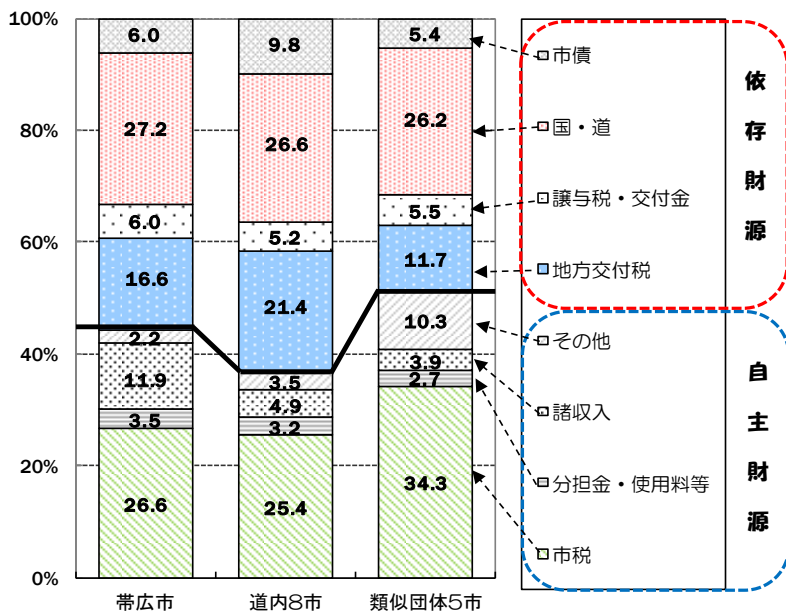 100%
80%
60%
40%
20%
0%
6.0
27.2
6.0
16.6
2.2
11.9
3.5
26.6
9.8
26.6
5.2
21.4
3.5
4.9
3.2
25.4
5.4
26.2
5.5
11.7
10.3
3.9
2.7
34.3
帯広市
道内8市
類似団体5市
市債
国・道
譲与税・交付金
地方交付税
その他
諸収入
分担金・使用料等
市税
依存財源
自主財源